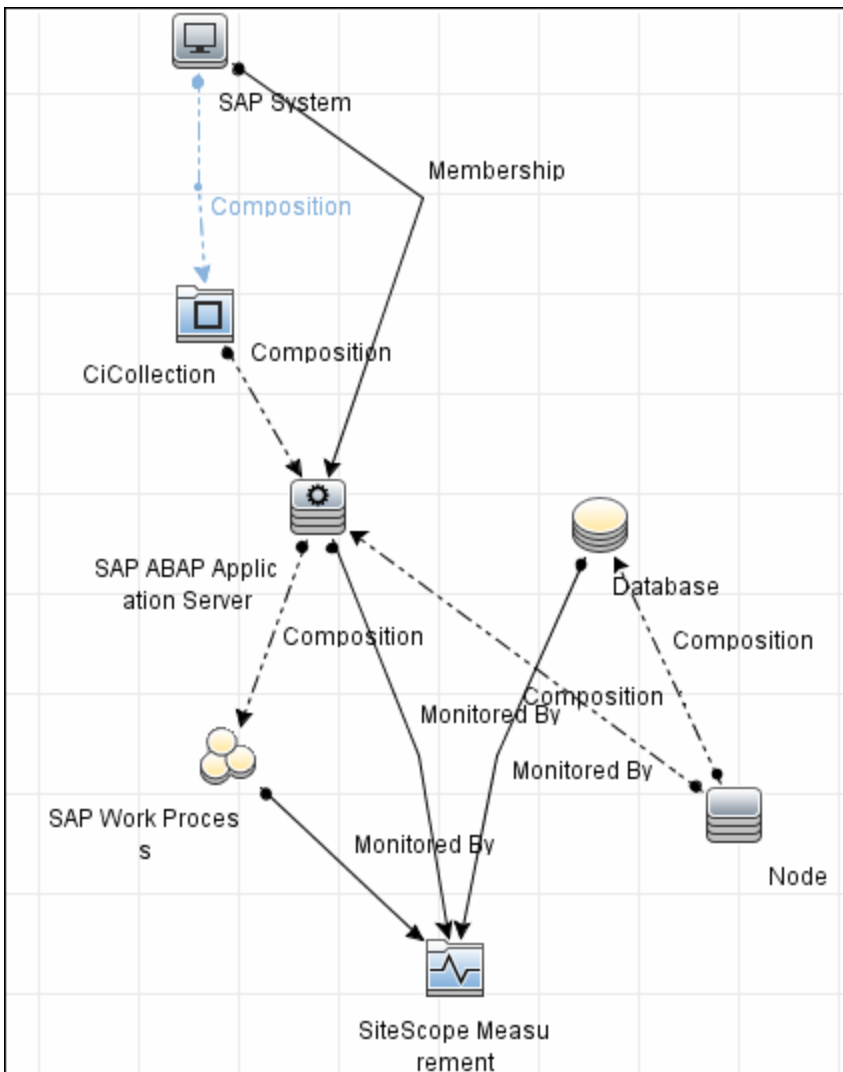 SAP System
Membership
Composition
Composition
CiCollection
SAP ABAP Applic
ation Server
Database
Composition
Composition
Composition
Monitored By
Monitored By
SAP Work Proces
s
Monitored By
Node
SiteScope Measu
rement